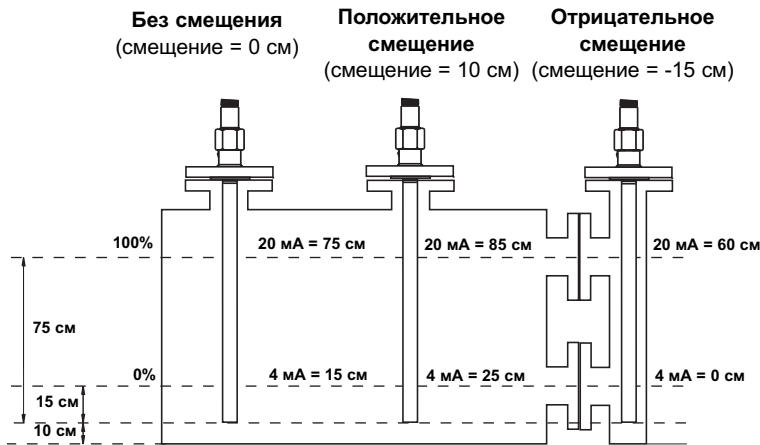 Без смещения
(смещение = 0 см)
Положительное
смещение
(смещение = 10 см)
Отрицательное
смещение
(смещение = -15 см)
100%
20 мА = 75 см
20 мА = 85 см
20 мА = 60 см
75 см
0%
4 мА = 15 см
4 мА = 25 см
4 мА = 0 см
15 см
10 см